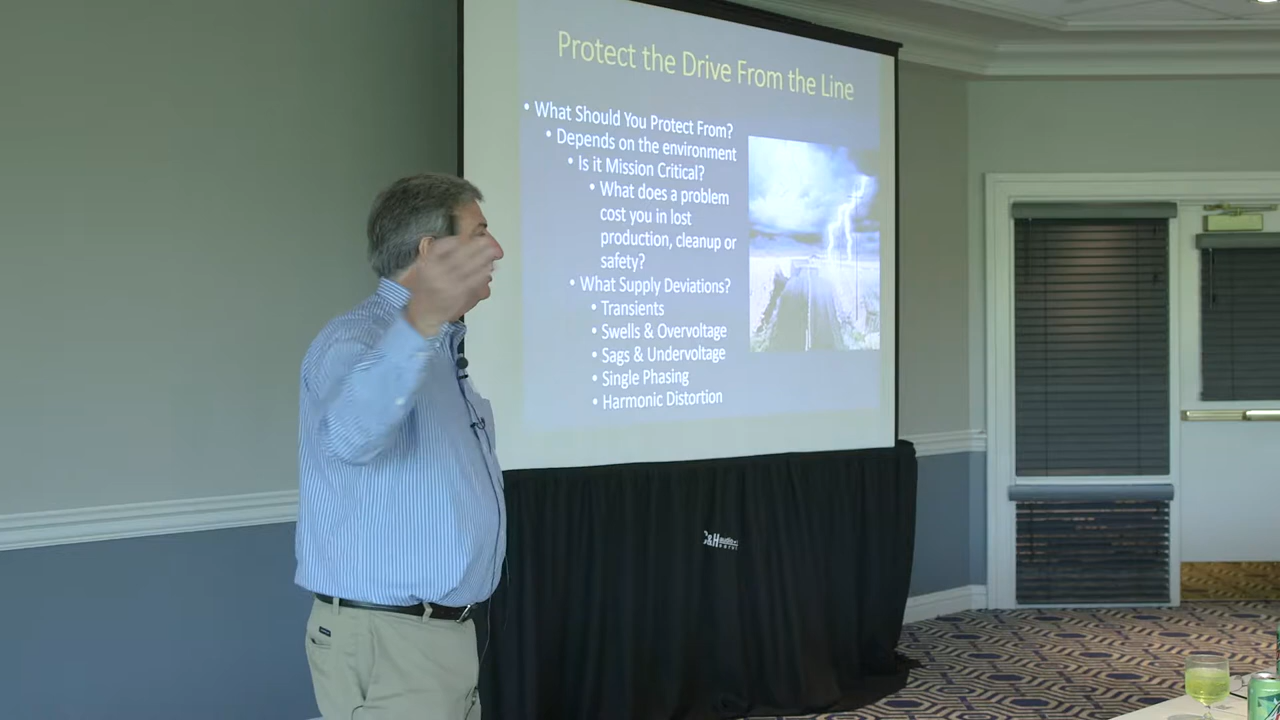 Protect the Drive From the Line
• What Should You Protect From?
• Depends on the environment
• Is it Mission Critical?
• What does a problem
cost you in lost
production, cleanup or
safety?
• What Supply Deviations?
• Transients
• Swells & Overvoltage
• Sags & Undervoltage
• Single Phasing
• Harmonic Distortion
&H audio